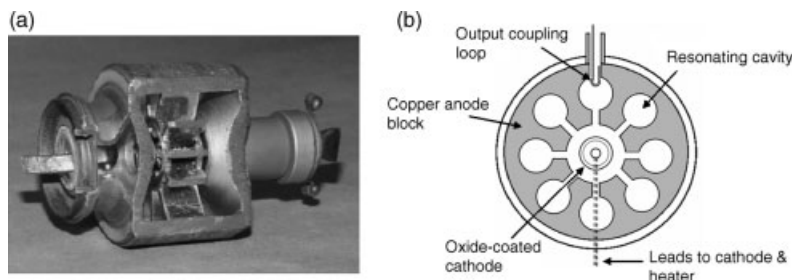 (a)
(b)
Output coupling
loop
Resonating cavity
Copper anode
block
Oxide-coated
cathode
Leads to cathode &
heater